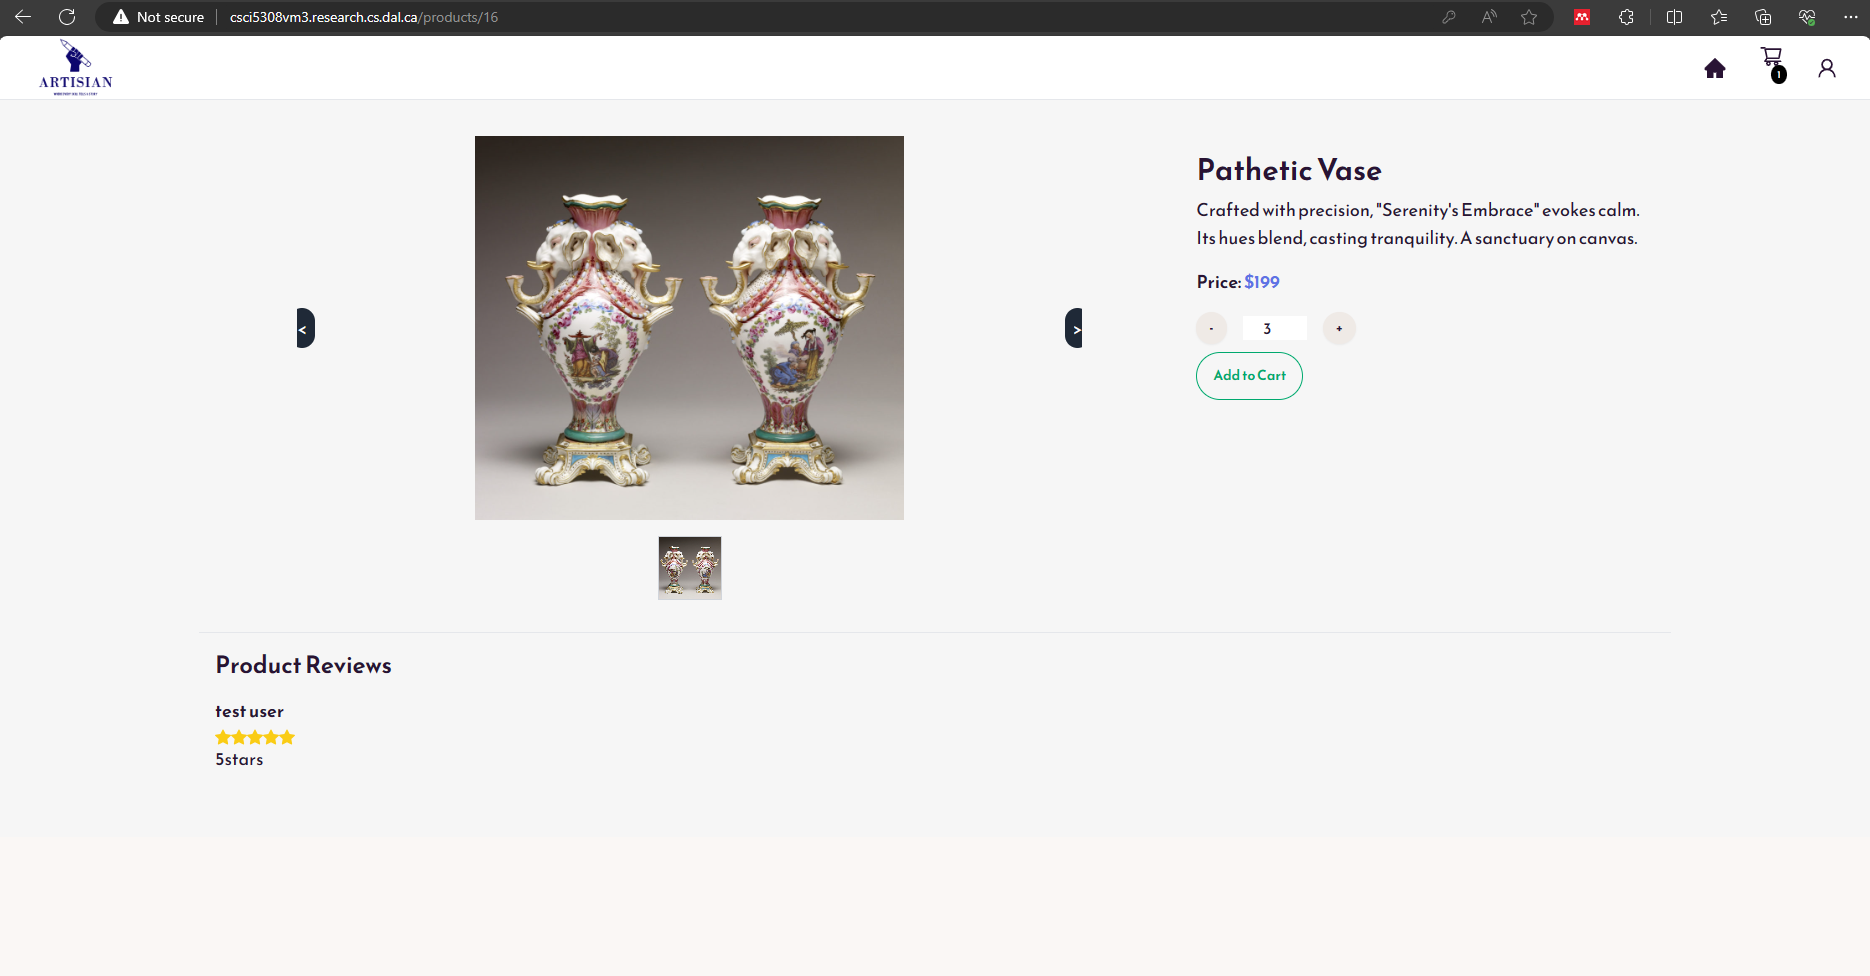 Not secure
csci5308vm3.research.cs.dal.ca/products/16
ARTISIAN
1
Pathetic Vase
Crafted with precision, "Serenity's Embrace" evokes calm.
Its hues blend, casting tranquility. A sanctuary on canvas.
Price: $199
- 3 +
Add to Cart
< >
Product Reviews
test user
5stars